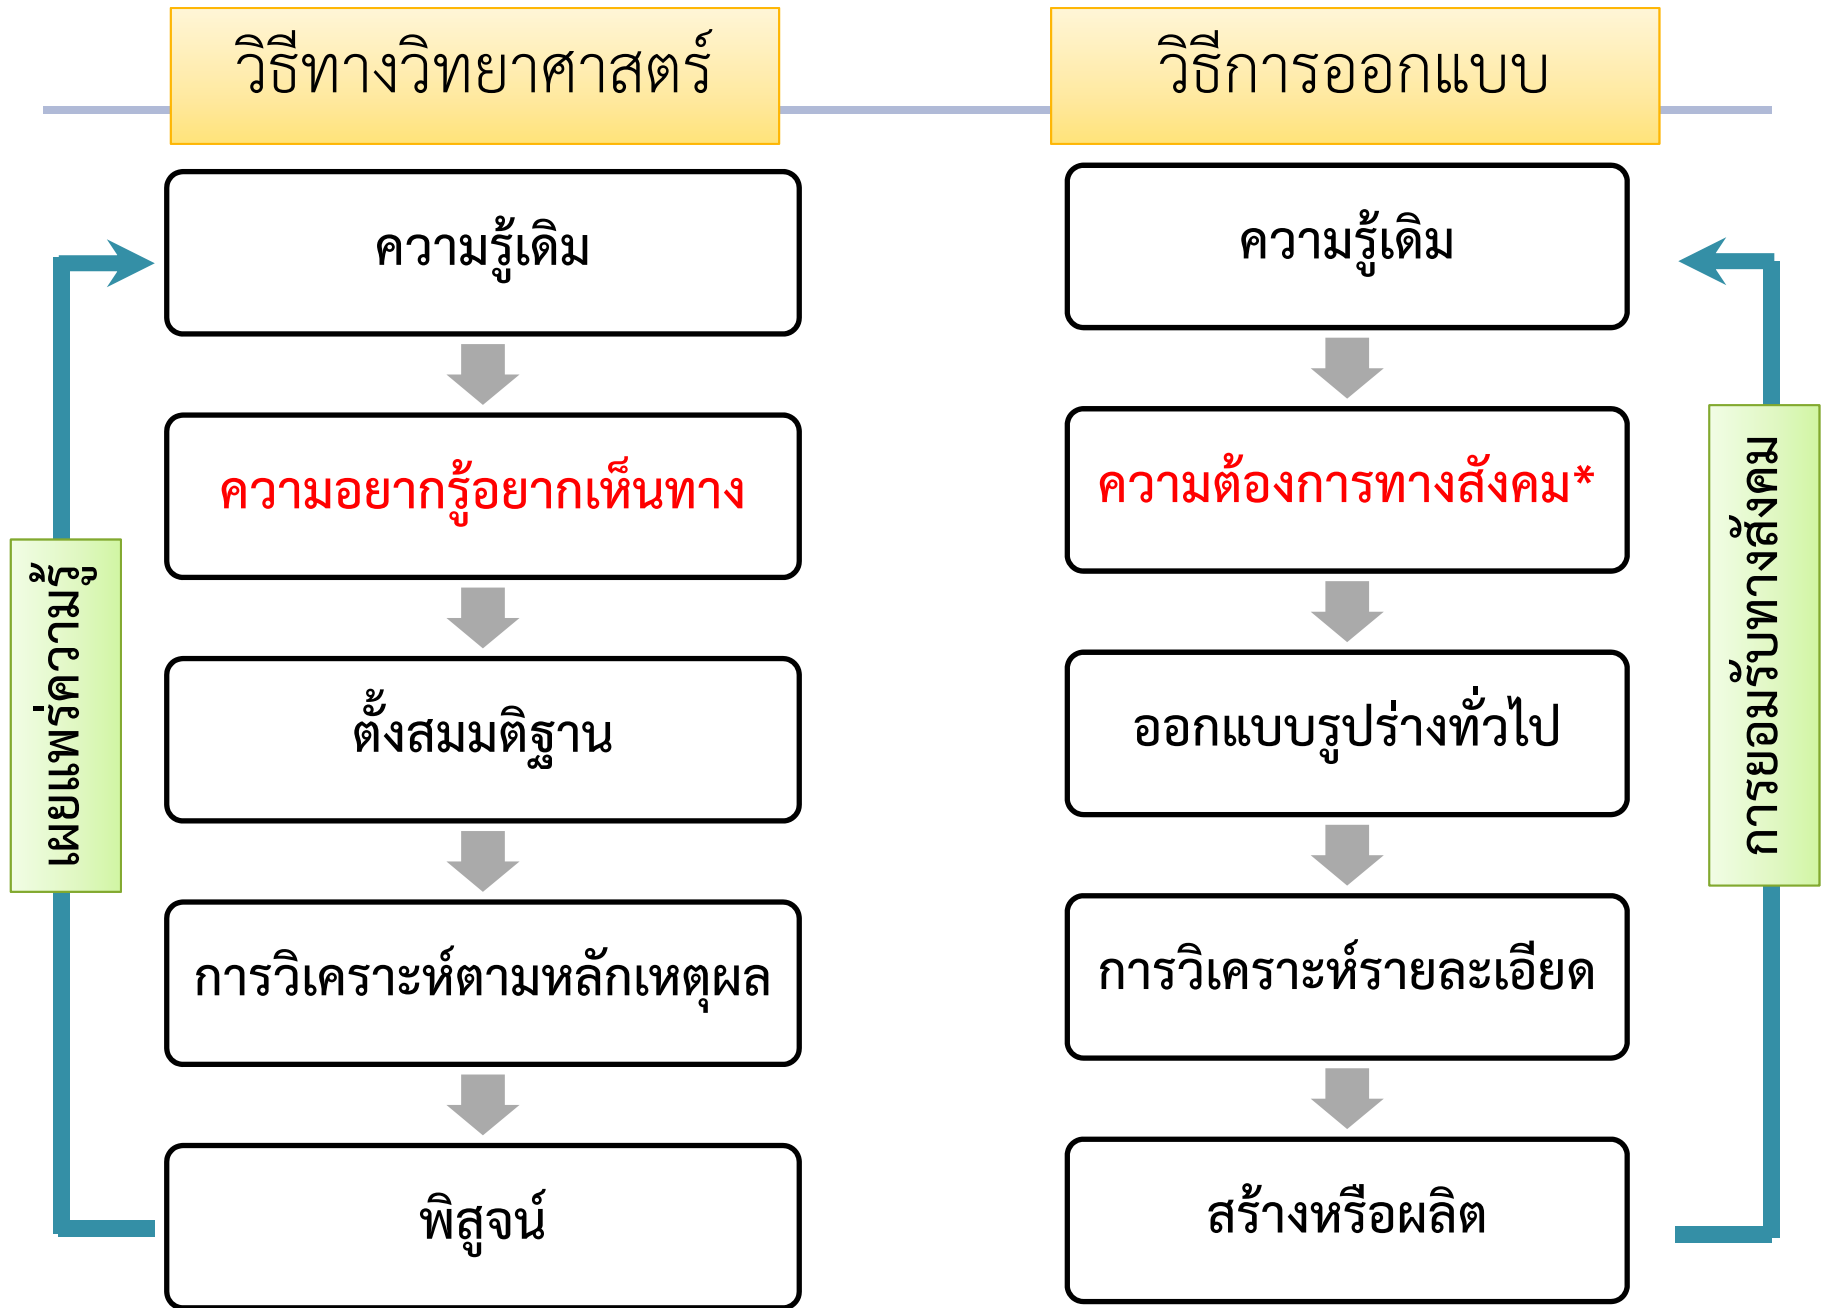 วิธีทางวิทยาศาสตร์
ความรู้เดิม
ความอยากรู้อยากเห็นทาง
ตั้งสมมติฐาน
การวิเคราะห์ตามหลักเหตุผล
พิสูจน์
เผยแพร่ความรู้
วิธีการออกแบบ
ความรู้เดิม
ความต้องการทางสังคม*
ออกแบบรูปร่างทั่วไป
การวิเคราะห์รายละเอียด
สร้างหรือผลิต
การยอมรับทางสังคม